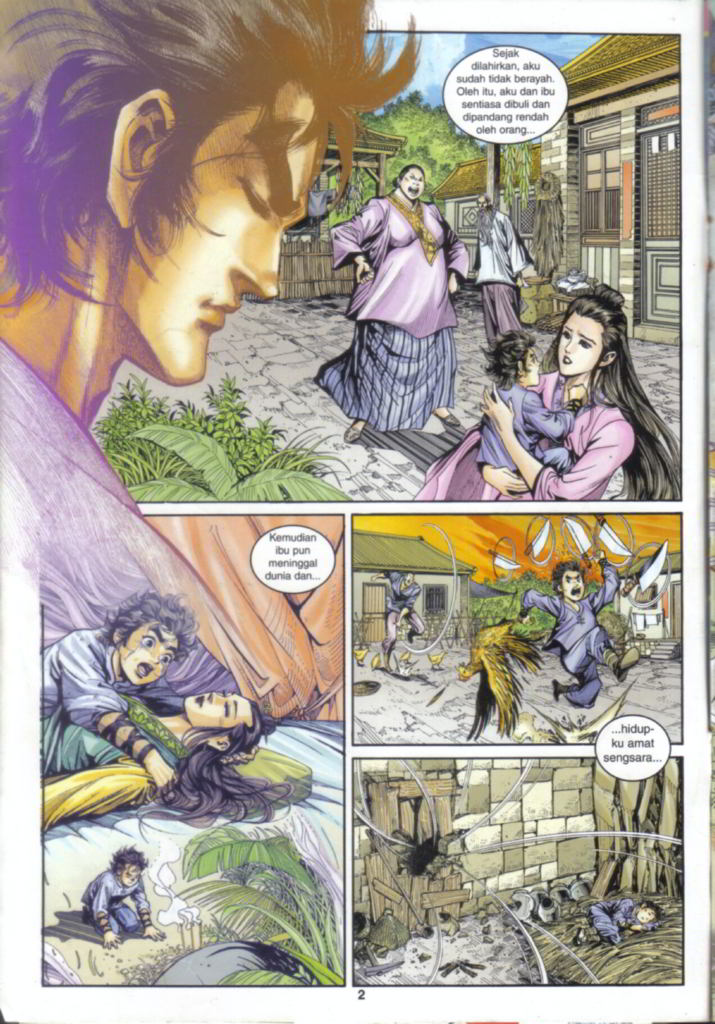 Sejak
dilahirkan, aku
sudah tidak berayah.
Oleh itu, aku dan ibu
sentiasa dibuli dan
dipandang rendah
oleh orang...
Kemudian
ibu pun
meninggal
dunia dan...
...hidup-
ku amat
sengsara...
2